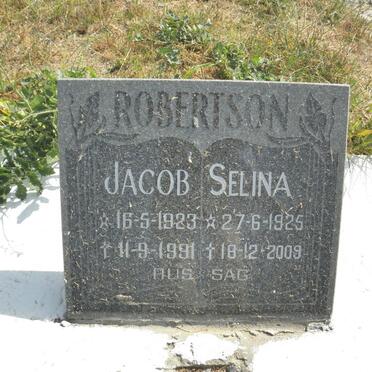 ROBERTSON
JACOB SELINA
☆ 16-5-1923 ☆ 27-6-1925
† 11-9-1991 † 18-12-2009
RUS SAG